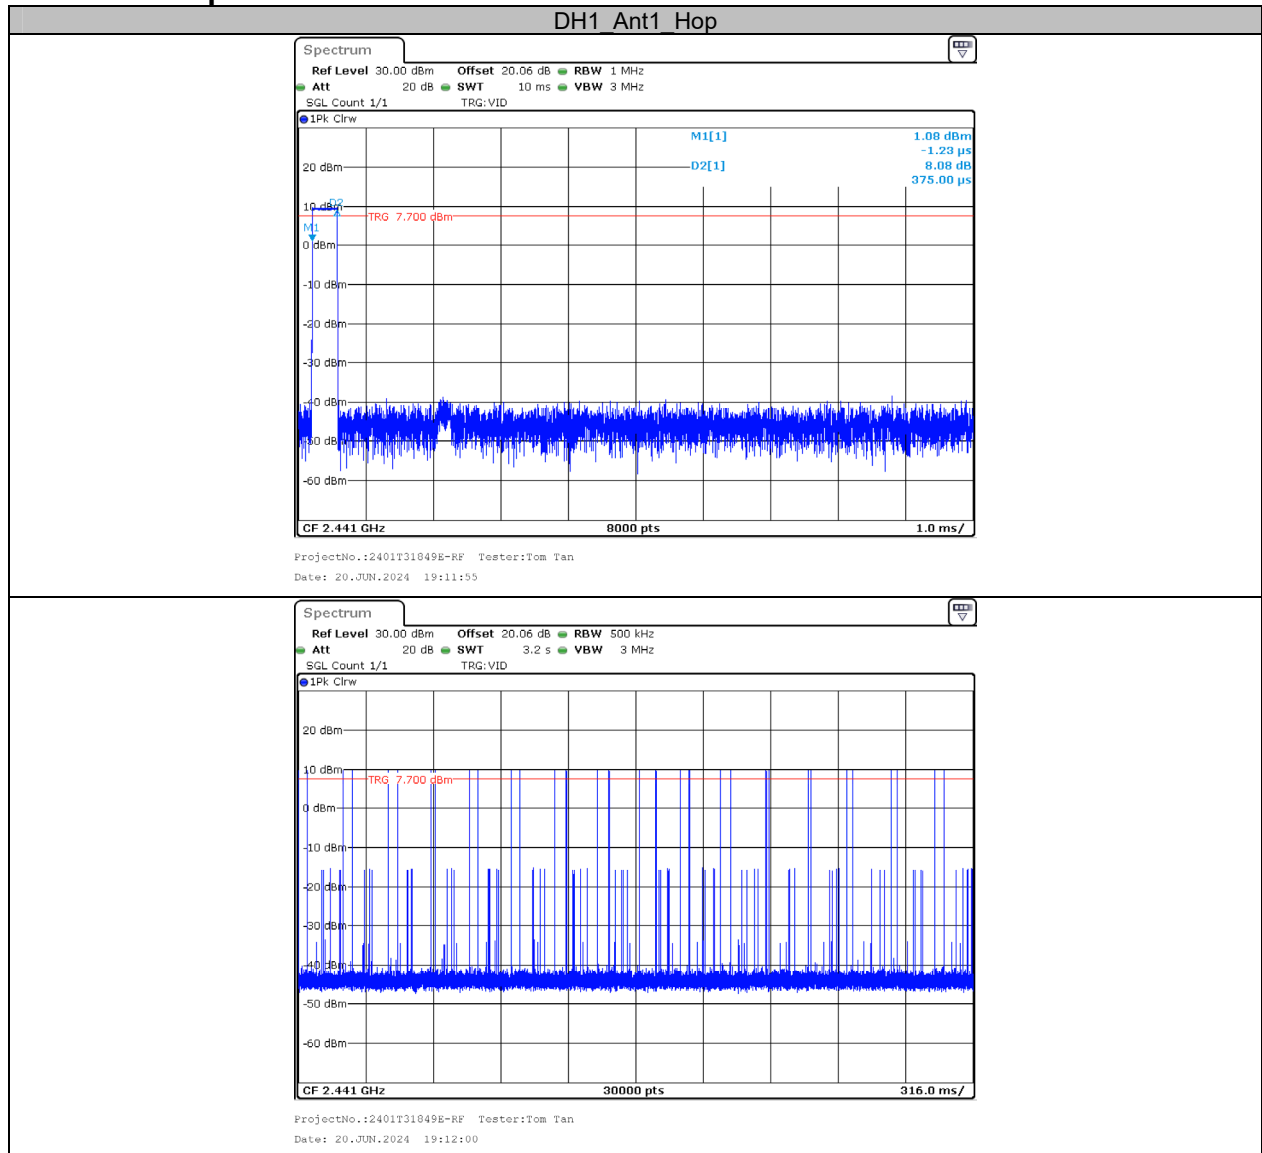 DH1_Ant1_Hop
Spectrum
Ref Level 30.00 dBm Offset 20.06 dB RBW 1 MHz
Att 20 dB SWT 10 ms VBW 3 MHz
SGL Count 1/1 TRG:VID
1Pk Clrw
M1[1] 1.08 dBm
-1.23 µs
20 dBm D2[1] 8.08 dB
375.00 µs
10 dBm D2
TRG 7.700 dBm
M1
0 dBm
-10 dBm
-20 dBm
-30 dBm
-40 dBm
-50 dBm
-60 dBm
CF 2.441 GHz 8000 pts 1.0 ms/
ProjectNo.:2401T31849E-RF Tester:Tom Tan
Date: 20.JUN.2024 19:11:55
Spectrum
Ref Level 30.00 dBm Offset 20.06 dB RBW 500 kHz
Att 20 dB SWT 3.2 s VBW 3 MHz
SGL Count 1/1 TRG:VID
1Pk Clrw
20 dBm
10 dBm
TRG 7.700 dBm
0 dBm
-10 dBm
-20 dBm
-30 dBm
-40 dBm
-50 dBm
-60 dBm
CF 2.441 GHz 30000 pts 316.0 ms/
ProjectNo.:2401T31849E-RF Tester:Tom Tan
Date: 20.JUN.2024 19:12:00